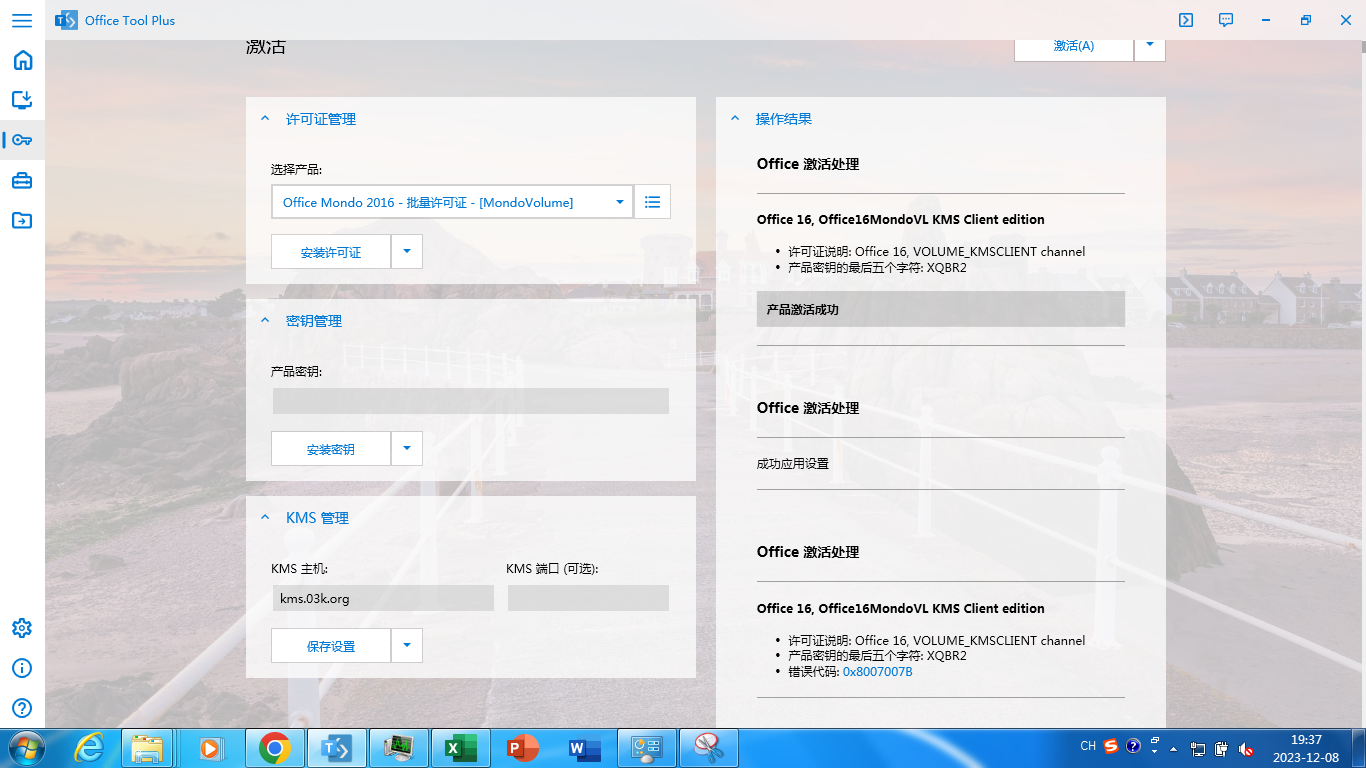 Office Tool Plus
激活
激活(A)
许可证管理
选择产品:
Office Mondo 2016 - 批量许可证 - [MondoVolume]
安装许可证
密钥管理
产品密钥:
安装密钥
KMS 管理
KMS 主机:
KMS 端口 (可选):
kms.03k.org
保存设置
操作结果
Office 激活处理
Office 16, Office16MondoVL KMS Client edition
• 许可证说明: Office 16, VOLUME_KMSCLIENT channel
• 产品密钥的最后五个字符: XQBR2
产品激活成功
Office 激活处理
成功应用设置
Office 激活处理
Office 16, Office16MondoVL KMS Client edition
• 许可证说明: Office 16, VOLUME_KMSCLIENT channel
• 产品密钥的最后五个字符: XQBR2
• 错误代码: 0x8007007B
CH
19:37
2023-12-08